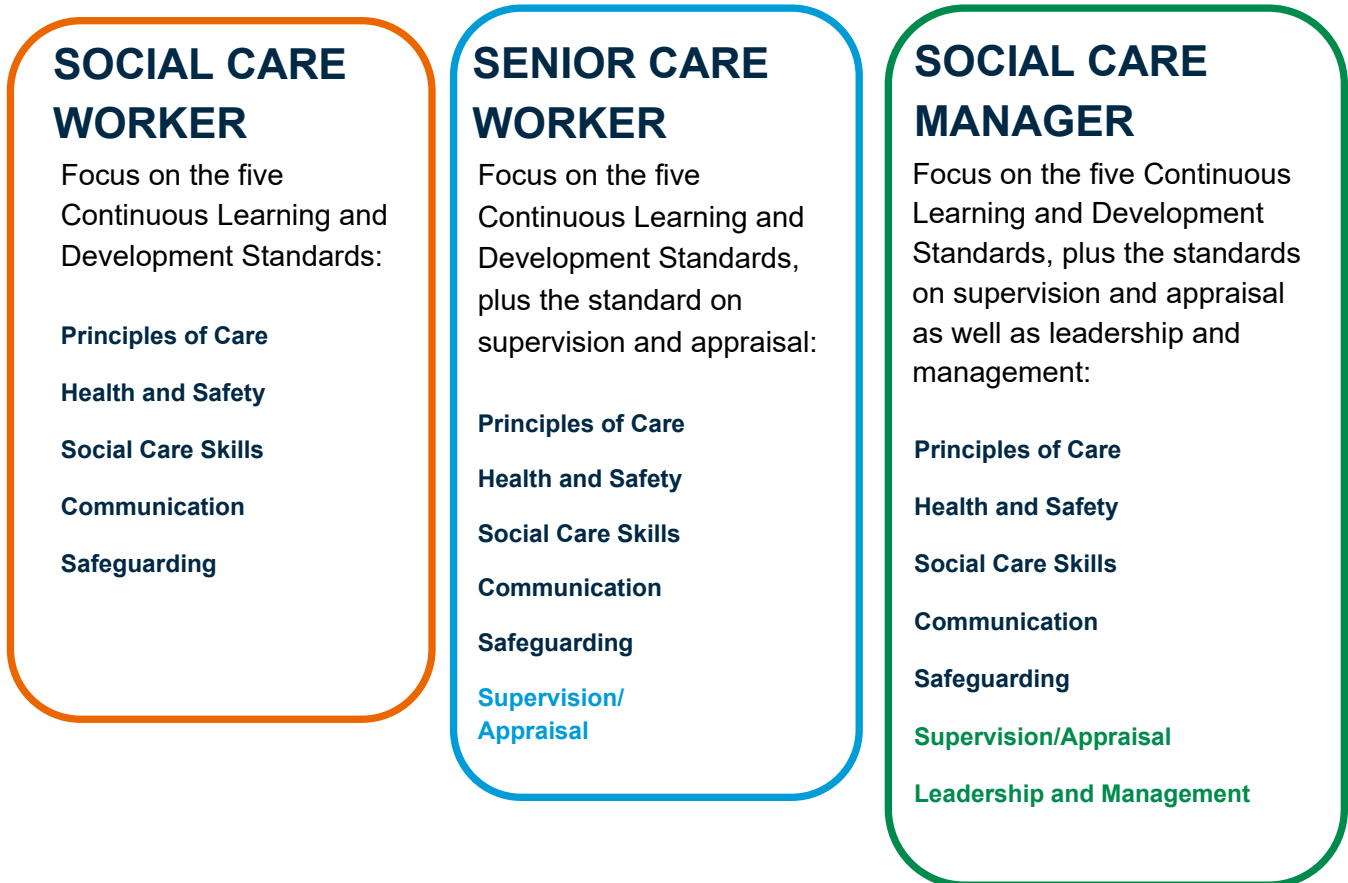 SOCIAL CARE
WORKER
Focus on the five
Continuous Learning and
Development Standards:
Principles of Care
Health and Safety
Social Care Skills
Communication
Safeguarding
SENIOR CARE
WORKER
Focus on the five
Continuous Learning and
Development Standards,
plus the standard on
supervision and appraisal:
Principles of Care
Health and Safety
Social Care Skills
Communication
Safeguarding
Supervision/
Appraisal
SOCIAL CARE
MANAGER
Focus on the five Continuous
Learning and Development
Standards, plus the standards
on supervision and appraisal
as well as leadership and
management:
Principles of Care
Health and Safety
Social Care Skills
Communication
Safeguarding
Supervision/Appraisal
Leadership and Management